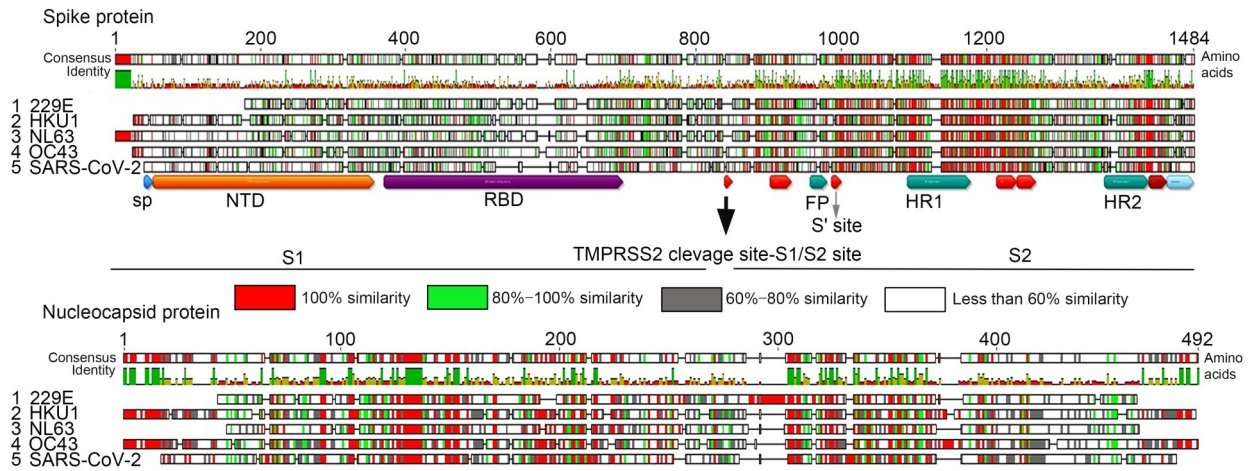 Spike protein
1 200 400 600 800 1000 1200 1484
Consensus
Identity
Amino
acids
1 229E
2 HKU1
3 NL63
4 OC43
5 SARS-CoV-2
sp NTD RBD FP HR1 HR2
S' site
TMPRSS2 clevage site-S1/S2 site
S1 S2
100% similarity 80%−100% similarity 60%−80% similarity Less than 60% similarity
Nucleocapsid protein
1 100 200 300 400 492
Consensus
Identity
Amino
acids
1 229E
2 HKU1
3 NL63
4 OC43
5 SARS-CoV-2